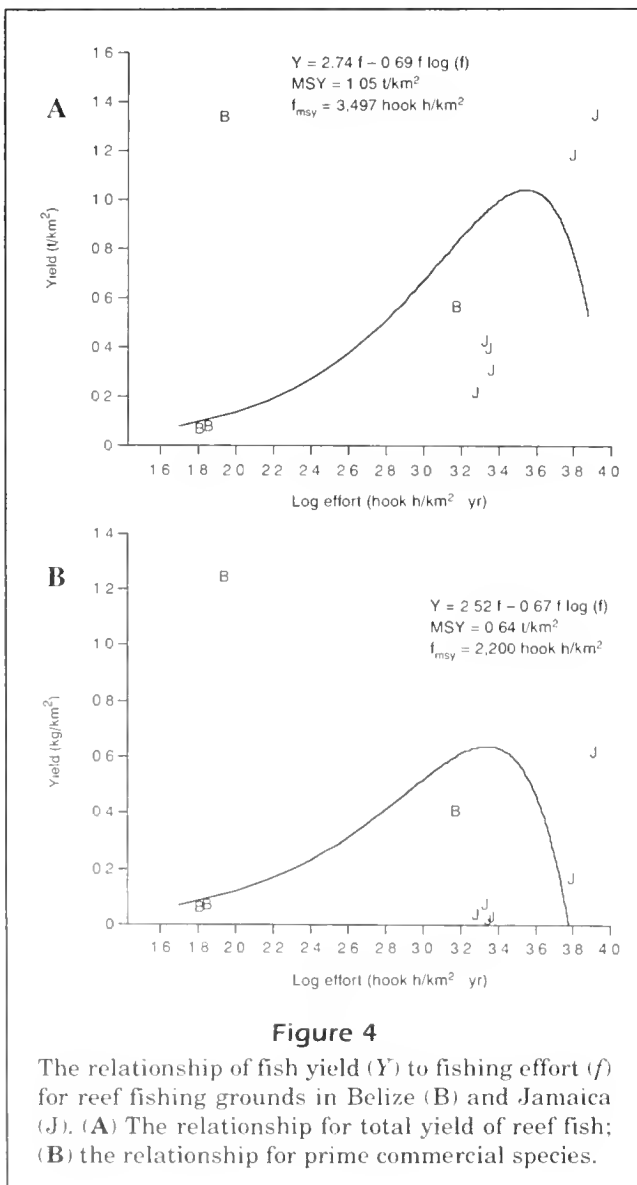 A
Y = 2.74 f – 0 69 f log (f)
MSY = 1 05 t/km²
f_msy = 3,497 hook h/km²
Yield (t/km²)
1 6
1 4
1 2
1 0
0 8
0 6
0 4
0 2
0
B
B
B B
J
J
J
J
J
J
1 6 1 8 2 0 2 2 2 4 2 6 2 8 3 0 3 2 3 4 3 6 3 8 4 0
Log effort (hook h/km² yr)
B
Y = 2 52 f – 0 67 f log (f)
MSY = 0 64 t/km²
f_msy = 2,200 hook h/km²
Yield (kg/km²)
1 4
1 2
1 0
0 8
0 6
0 4
0 2
0
B
B
B B
J
J
J
J
J
J
1 6 1 8 2 0 2 2 2 4 2 6 2 8 3 0 3 2 3 4 3 6 3 8 4 0
Log effort (hook h/km² yr)
Figure 4
The relationship of fish yield (Y) to fishing effort (f)
for reef fishing grounds in Belize (B) and Jamaica
(J). (A) The relationship for total yield of reef fish;
(B) the relationship for prime commercial species.